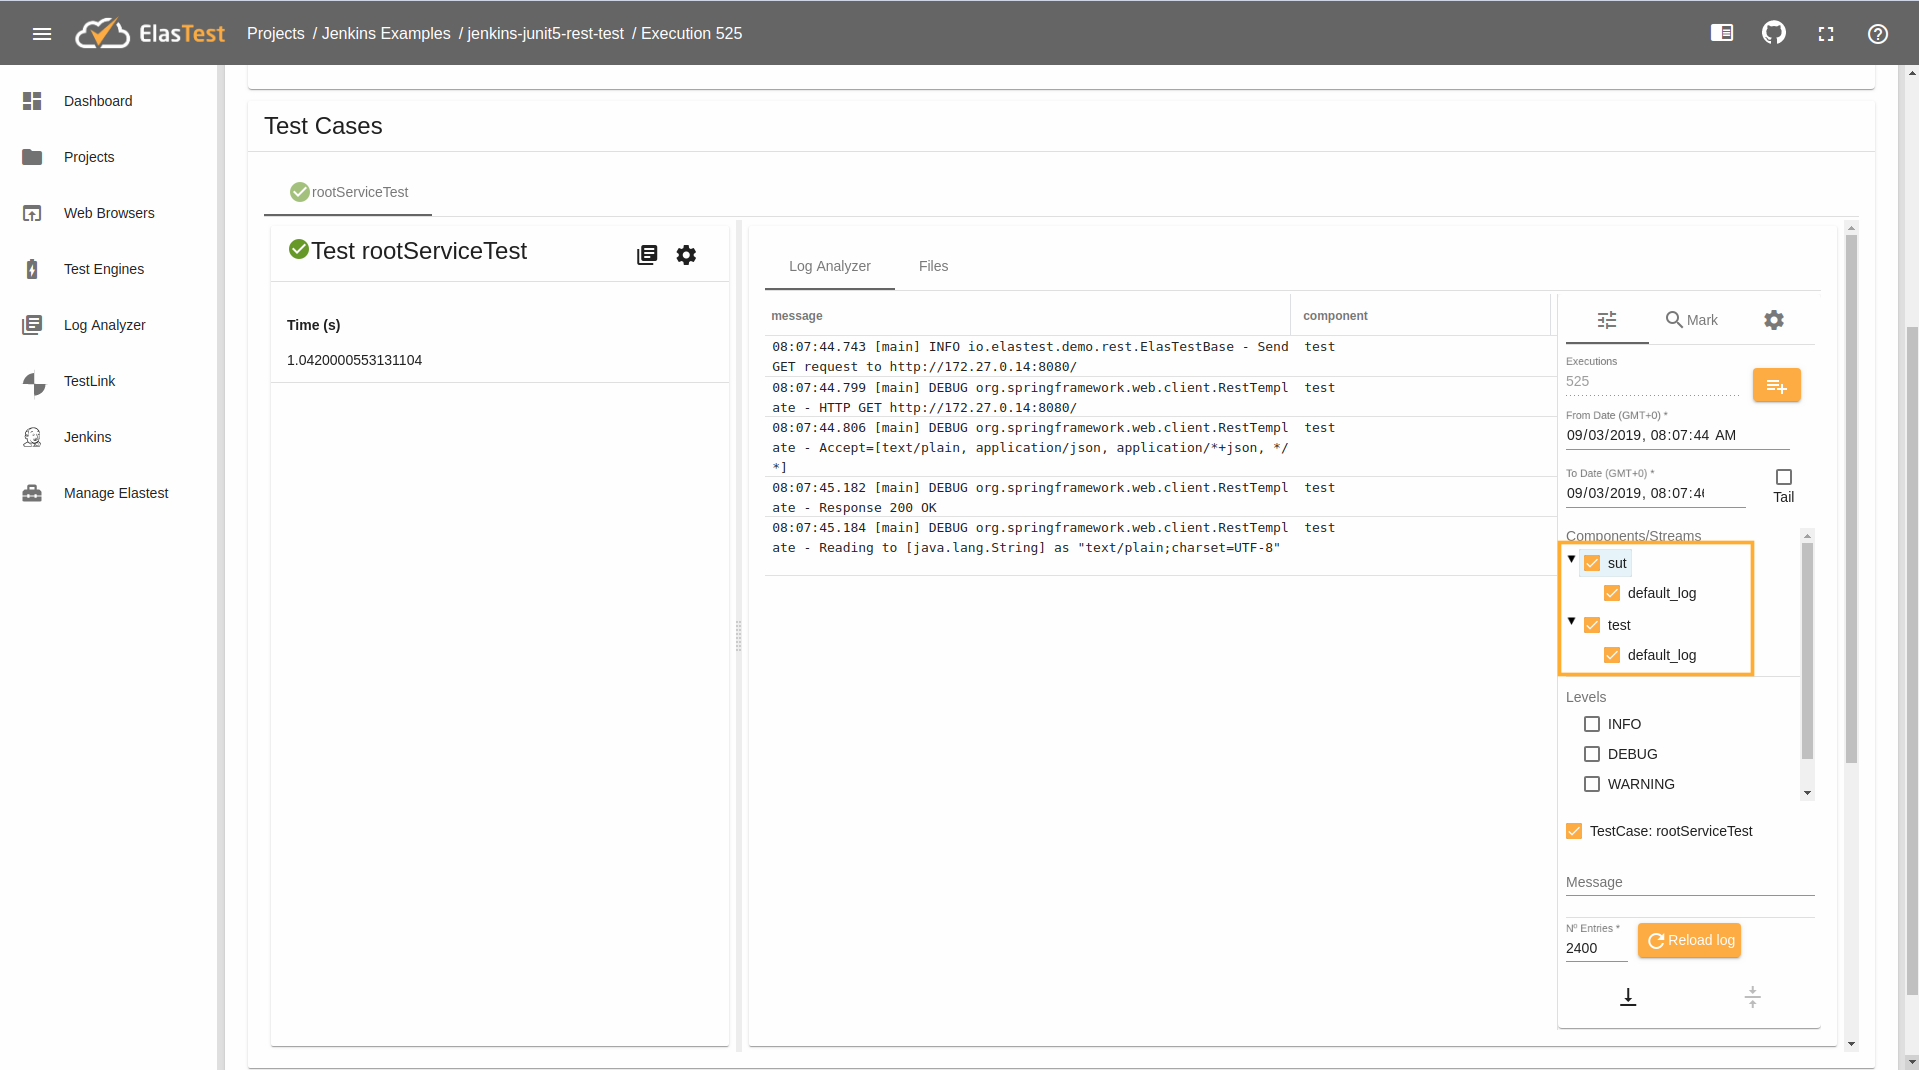 ElasTest
Projects / Jenkins Examples / jenkins-junit5-rest-test / Execution 525
Dashboard
Projects
Web Browsers
Test Engines
Log Analyzer
TestLink
Jenkins
Manage Elastest
Test Cases
rootServiceTest
Test rootServiceTest
Time (s)
1.0420000553131104
Log Analyzer Files
message component
08:07:44.743 [main] INFO io.elastest.demo.rest.ElasTestBase - Send test
GET request to http://172.27.0.14:8080/
08:07:44.799 [main] DEBUG org.springframework.web.client.RestTempl test
ate - HTTP GET http://172.27.0.14:8080/
08:07:44.806 [main] DEBUG org.springframework.web.client.RestTempl test
ate - Accept=[text/plain, application/json, application/*+json, */
*]
08:07:45.182 [main] DEBUG org.springframework.web.client.RestTempl test
ate - Response 200 OK
08:07:45.184 [main] DEBUG org.springframework.web.client.RestTempl test
ate - Reading to [java.lang.String] as "text/plain;charset=UTF-8"
Mark
Executions
525
From Date (GMT+0) *
09/03/2019, 08:07:44 AM
To Date (GMT+0) *
09/03/2019, 08:07:46
Tail
Components/Streams
sut
default_log
test
default_log
Levels
INFO
DEBUG
WARNING
TestCase: rootServiceTest
Message
Nº Entries *
2400
Reload log